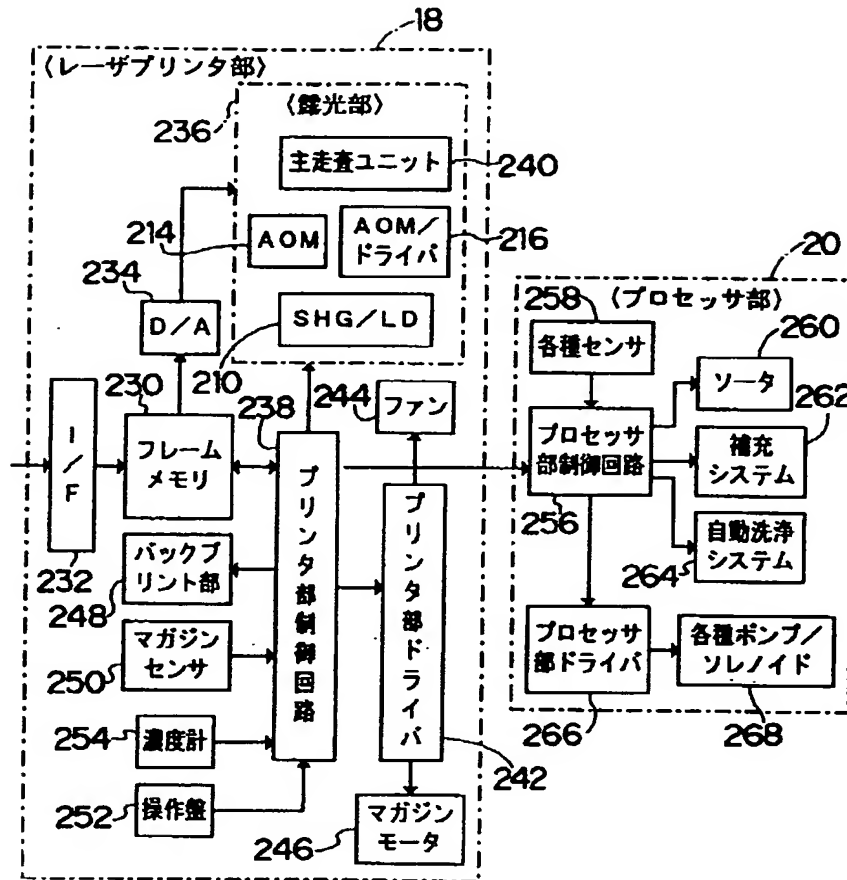 18
〈レーザプリンタ部〉
236
〈露光部〉
主走査ユニット
240
214
AOM
AOM/
ドライバ
216
234
D/A
SHG/LD
210
230
フレーム
メモリ
I/F
232
238
プリンタ部制御回路
244
ファン
プリンタ部ドライバ
242
248
バックプ
リント部
250
マガジン
センサ
254
濃度計
252
操作盤
246
マガジン
モータ
20
〈プロセッサ部〉
258
各種センサ
260
ソータ
プロセッサ
部制御回路
256
262
補充
システム
264
自動洗浄
システム
プロセッサ
部ドライバ
266
各種ポンプ/
ソレノイド
268